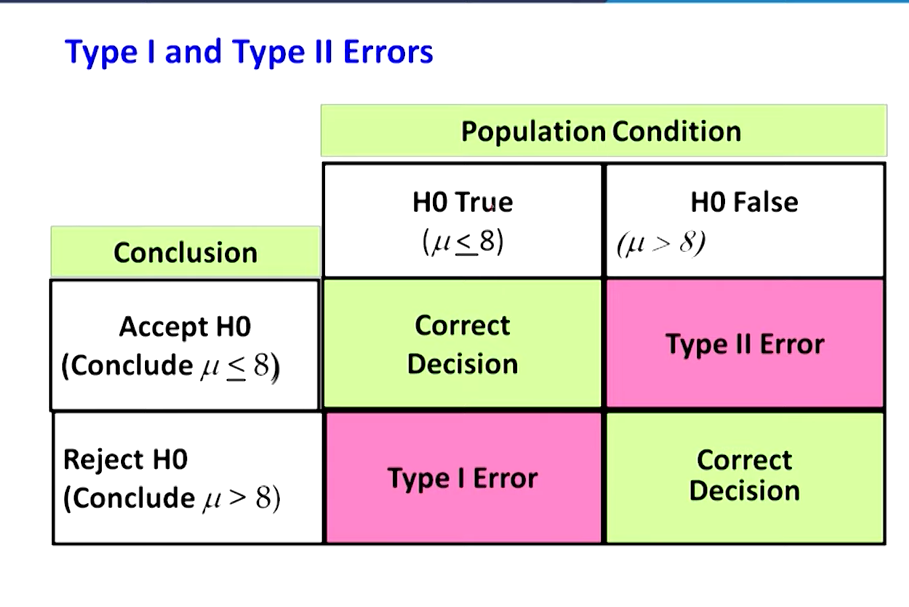 Type I and Type II Errors
Population Condition
H0 True
(μ ≤ 8)
H0 False
(μ > 8)
Conclusion
Accept H0
(Conclude μ ≤ 8)
Correct
Decision
Type II Error
Reject H0
(Conclude μ > 8)
Type I Error
Correct
Decision